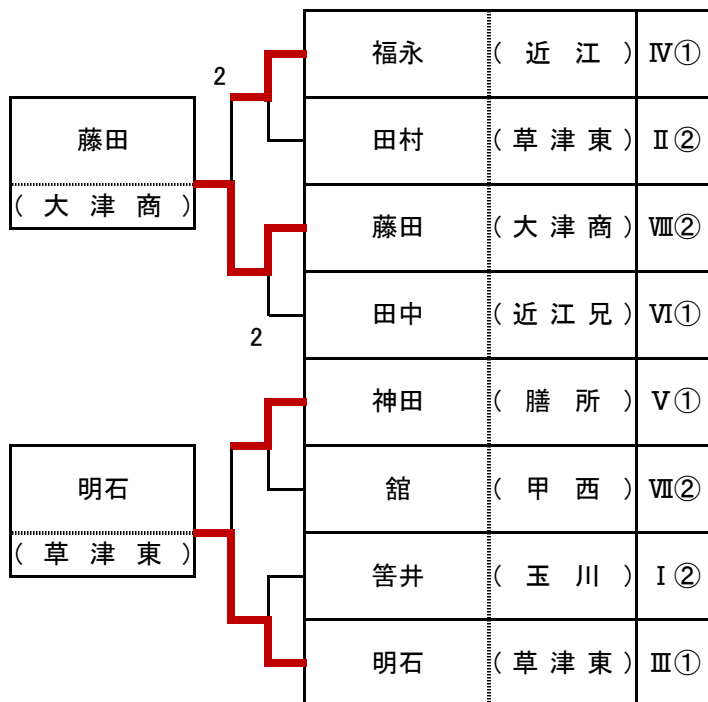 福永 ( 近 江 ) Ⅳ①
2
藤田
田村 ( 草 津 東 ) Ⅱ②
( 大 津 商 )
藤田 ( 大 津 商 ) Ⅷ②
田中 ( 近 江 兄 ) Ⅵ①
2
神田 ( 膳 所 ) Ⅴ①
明石
舘 ( 甲 西 ) Ⅶ②
( 草 津 東 )
筈井 ( 玉 川 ) Ⅰ②
明石 ( 草 津 東 ) Ⅲ①